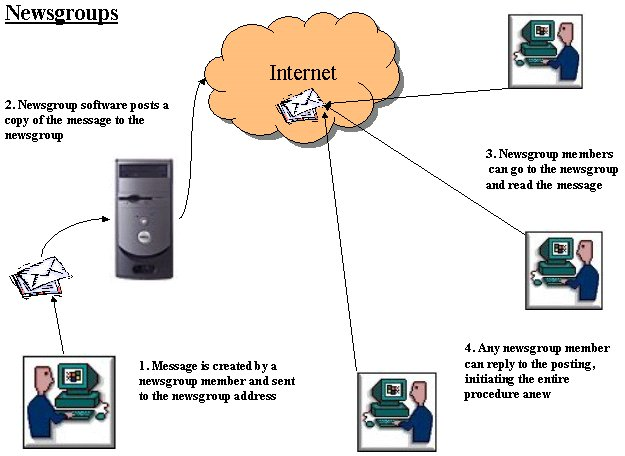 Newsgroups
Internet
2. Newsgroup software posts a
copy of the message to the
newsgroup
3. Newsgroup members
can go to the newsgroup
and read the message
1. Message is created by a
newsgroup member and sent
to the newsgroup address
4. Any newsgroup member
can reply to the posting,
initiating the entire
procedure anew